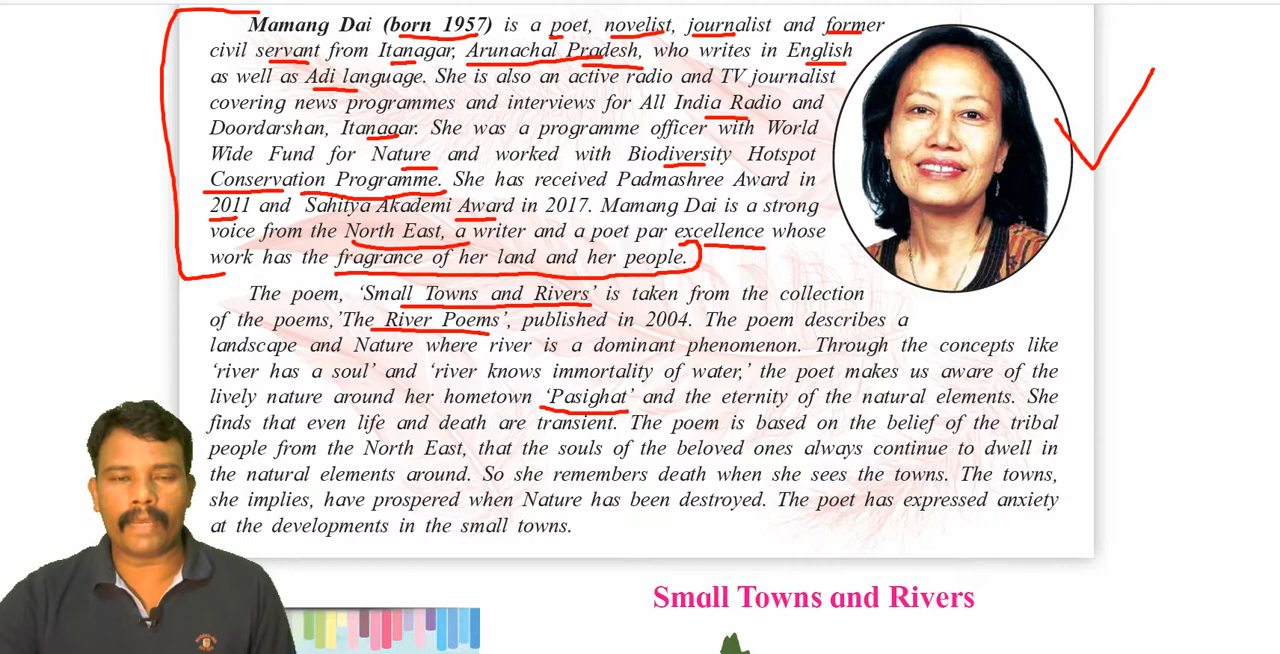 Mamang Dai (born 1957) is a poet, novelist, journalist and former
civil servant from Itanagar, Arunachal Pradesh, who writes in English
as well as Adi language. She is also an active radio and TV journalist
covering news programmes and interviews for All India Radio and
Doordarshan, Itanagar. She was a programme officer with World
Wide Fund for Nature and worked with Biodiversity Hotspot
Conservation Programme. She has received Padmashree Award in
2011 and Sahitya Akademi Award in 2017. Mamang Dai is a strong
voice from the North East, a writer and a poet par excellence whose
work has the fragrance of her land and her people.
The poem, ‘Small Towns and Rivers’ is taken from the collection
of the poems,’The River Poems’, published in 2004. The poem describes a
landscape and Nature where river is a dominant phenomenon. Through the concepts like
‘river has a soul’ and ‘river knows immortality of water,’ the poet makes us aware of the
lively nature around her hometown ‘Pasighat’ and the eternity of the natural elements. She
finds that even life and death are transient. The poem is based on the belief of the tribal
people from the North East, that the souls of the beloved ones always continue to dwell in
the natural elements around. So she remembers death when she sees the towns. The towns,
she implies, have prospered when Nature has been destroyed. The poet has expressed anxiety
at the developments in the small towns.
Small Towns and Rivers